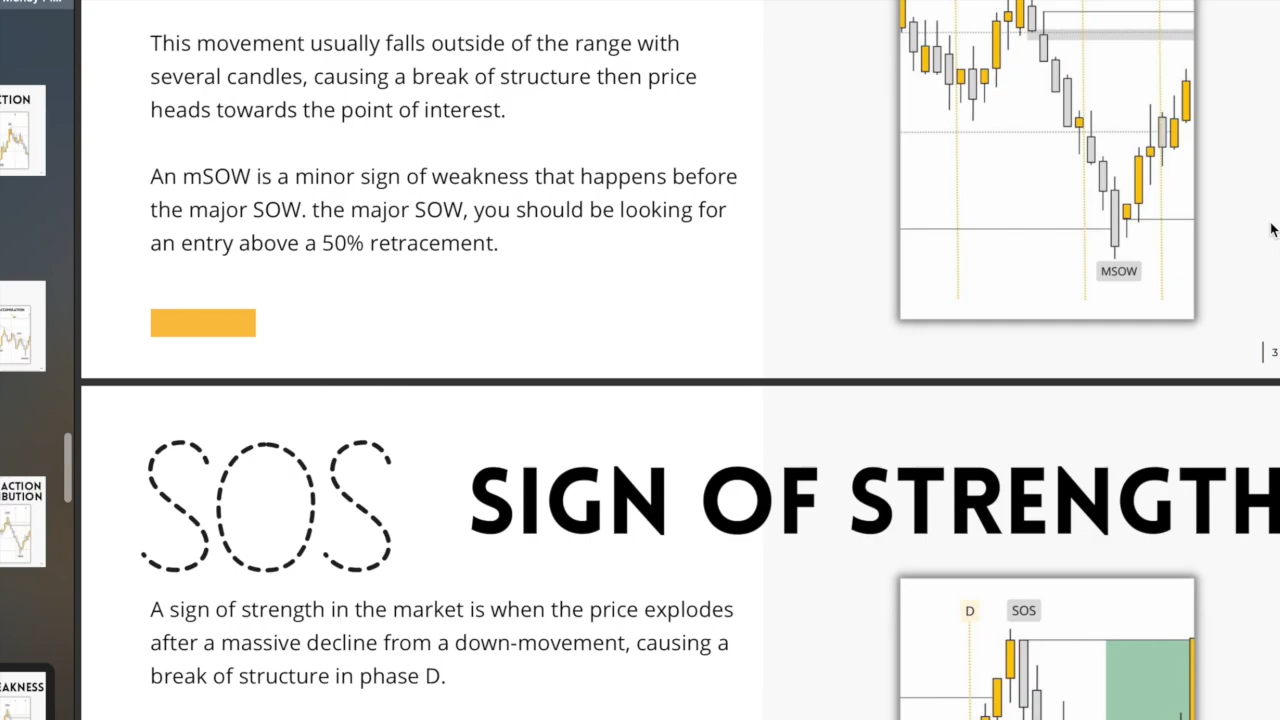 This movement usually falls outside of the range with
several candles, causing a break of structure then price
heads towards the point of interest.
An mSOW is a minor sign of weakness that happens before
the major SOW. the major SOW, you should be looking for
an entry above a 50% retracement.
MSOW
3
SOS
SIGN OF STRENGTH
A sign of strength in the market is when the price explodes
after a massive decline from a down-movement, causing a
break of structure in phase D.
D
SOS